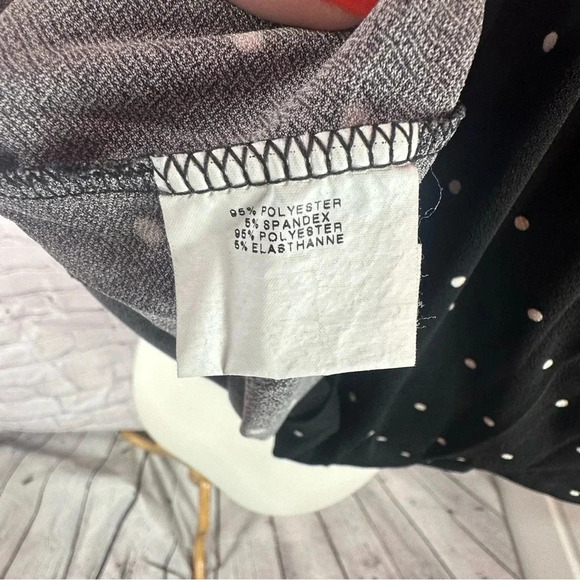 95% POLYESTER
5% SPANDEX
95% POLYESTER
5% ELASTHANNE